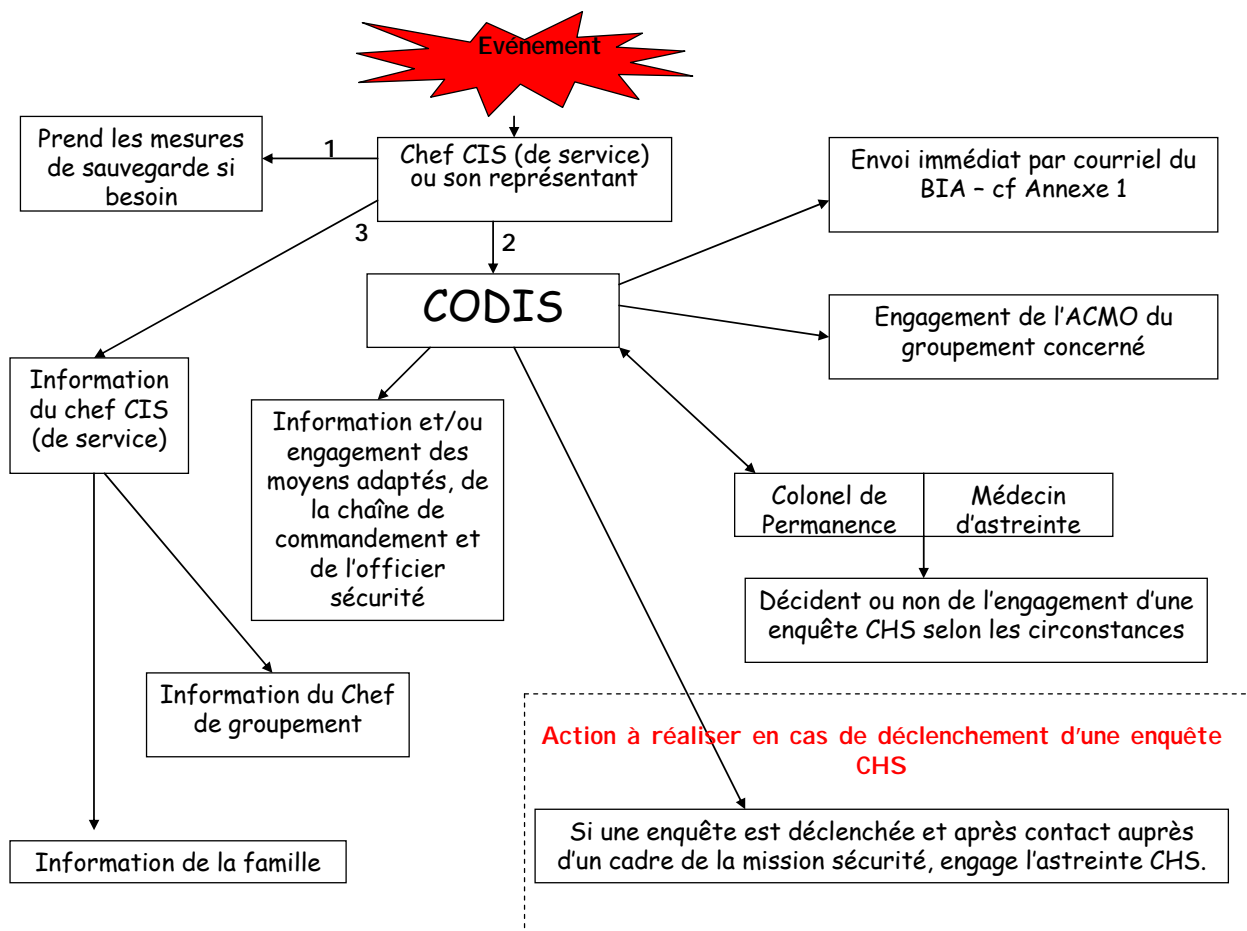 Evénement
Prend les mesures
de sauvegarde si
besoin
1
Chef CIS (de service)
ou son représentant
Envoi immédiat par courriel du
BIA – cf Annexe 1
3
2
CODIS
Engagement de l'ACMO du
groupement concerné
Information
du chef CIS
(de service)
Information et/ou
engagement des
moyens adaptés, de
la chaîne de
commandement et
de l'officier
sécurité
Colonel de
Permanence
Médecin
d'astreinte
Décident ou non de l'engagement d'une
enquête CHS selon les circonstances
Information du Chef
de groupement
Action à réaliser en cas de déclenchement d'une enquête
CHS
Si une enquête est déclenchée et après contact auprès
d'un cadre de la mission sécurité, engage l'astreinte CHS.
Information de la famille